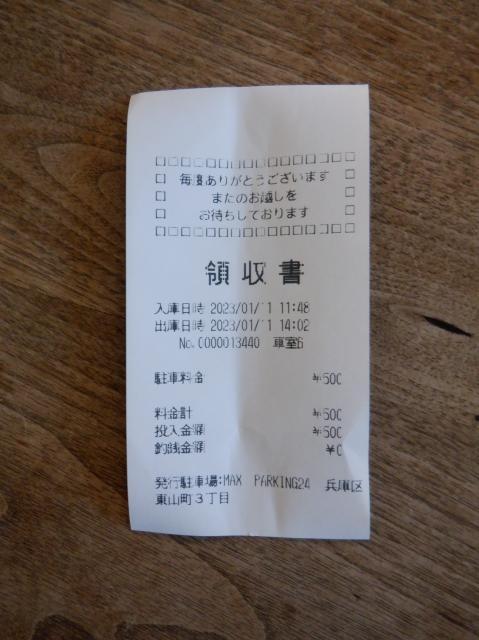 □□□□□□□□□□□□□□□□
□ 毎度ありがとうございます □
□ またのお越しを □
□ お待ちしております □
□□□□□□□□□□□□□□□□
領収書
入庫日時 2023/01/11 11:48
出庫日時 2023/01/11 14:02
No.0000013440 車室6
駐車料金 ¥500
料金計 ¥500
投入金額 ¥500
釣銭金額 ¥0
発行駐車場:MAX PARKING24 兵庫区
東山町3丁目